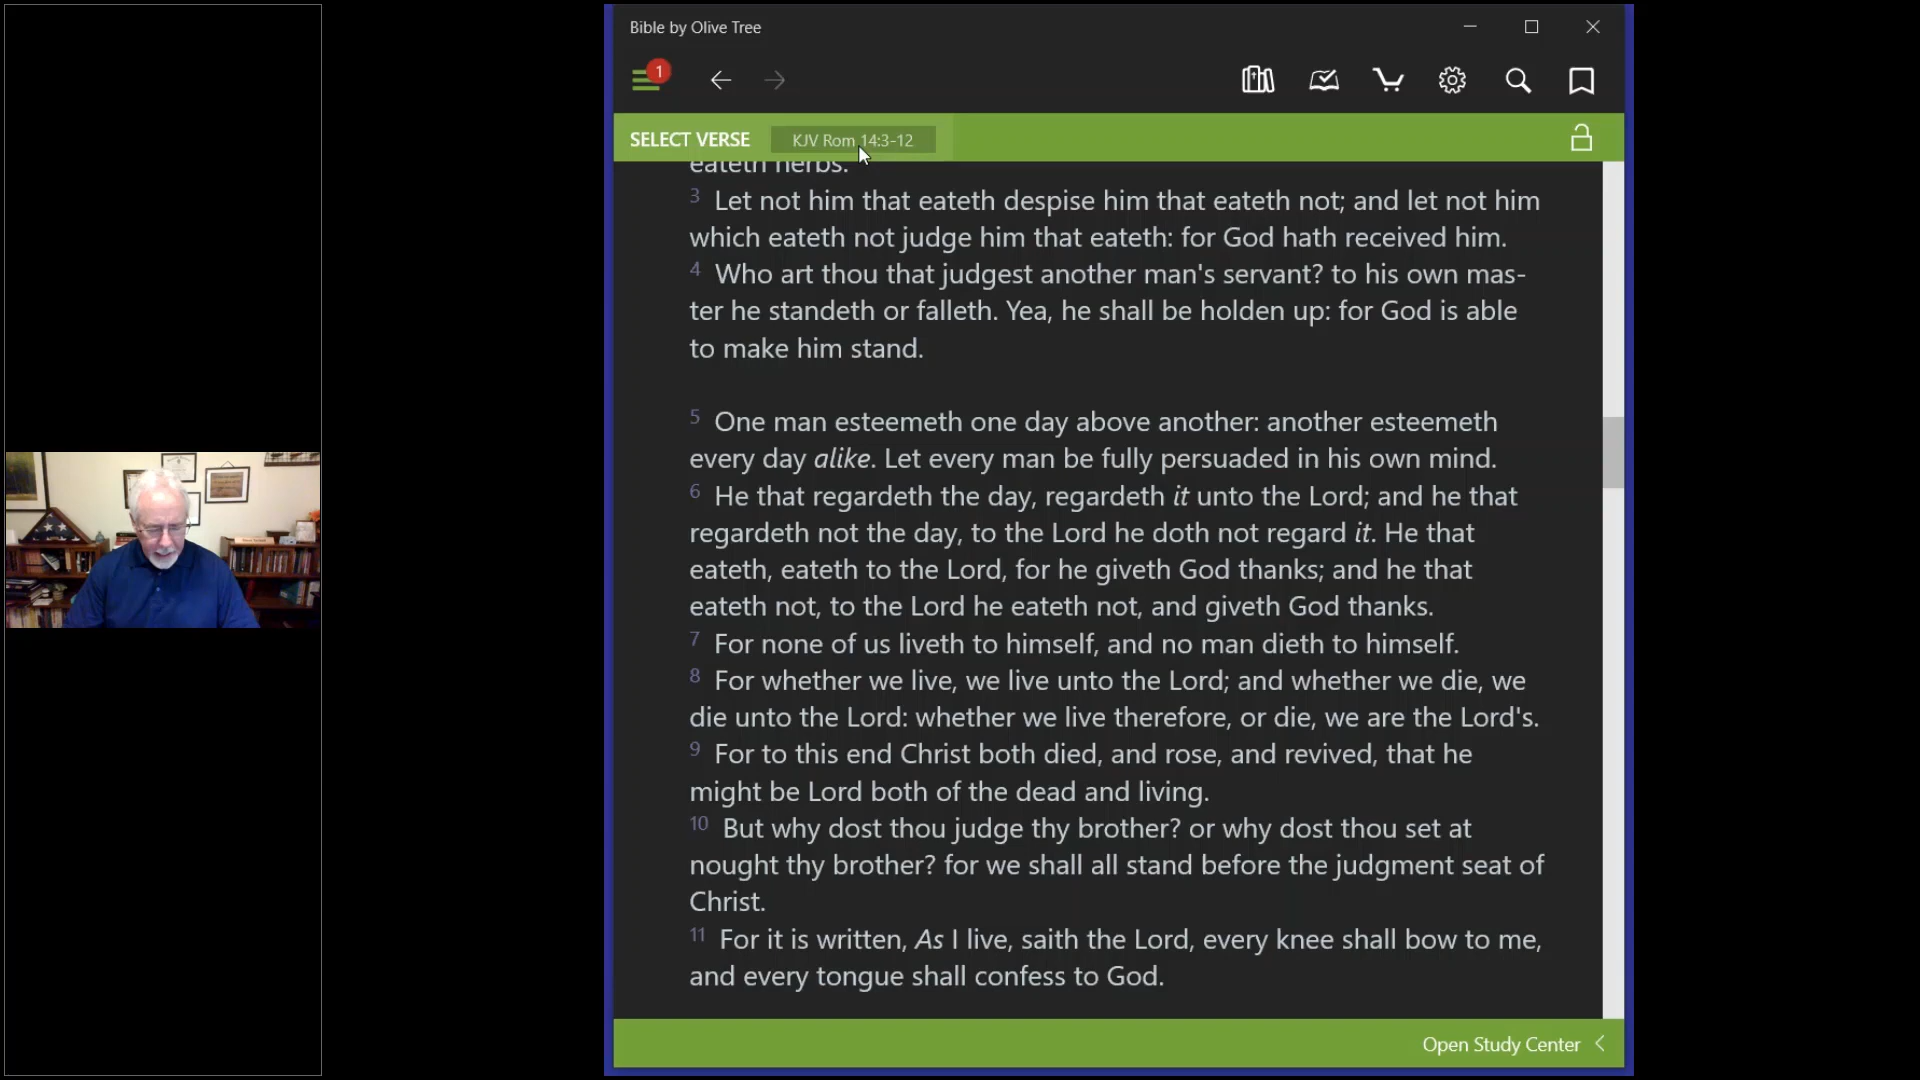 Bible by Olive Tree
1
SELECT VERSE KJV Rom 14:3-12
eateth herbs.
3 Let not him that eateth despise him that eateth not; and let not him
which eateth not judge him that eateth: for God hath received him.
4 Who art thou that judgest another man's servant? to his own mas-
ter he standeth or falleth. Yea, he shall be holden up: for God is able
to make him stand.
5 One man esteemeth one day above another: another esteemeth
every day alike. Let every man be fully persuaded in his own mind.
6 He that regardeth the day, regardeth it unto the Lord; and he that
regardeth not the day, to the Lord he doth not regard it. He that
eateth, eateth to the Lord, for he giveth God thanks; and he that
eateth not, to the Lord he eateth not, and giveth God thanks.
7 For none of us liveth to himself, and no man dieth to himself.
8 For whether we live, we live unto the Lord; and whether we die, we
die unto the Lord: whether we live therefore, or die, we are the Lord's.
9 For to this end Christ both died, and rose, and revived, that he
might be Lord both of the dead and living.
10 But why dost thou judge thy brother? or why dost thou set at
nought thy brother? for we shall all stand before the judgment seat of
Christ.
11 For it is written, As I live, saith the Lord, every knee shall bow to me,
and every tongue shall confess to God.
Open Study Center